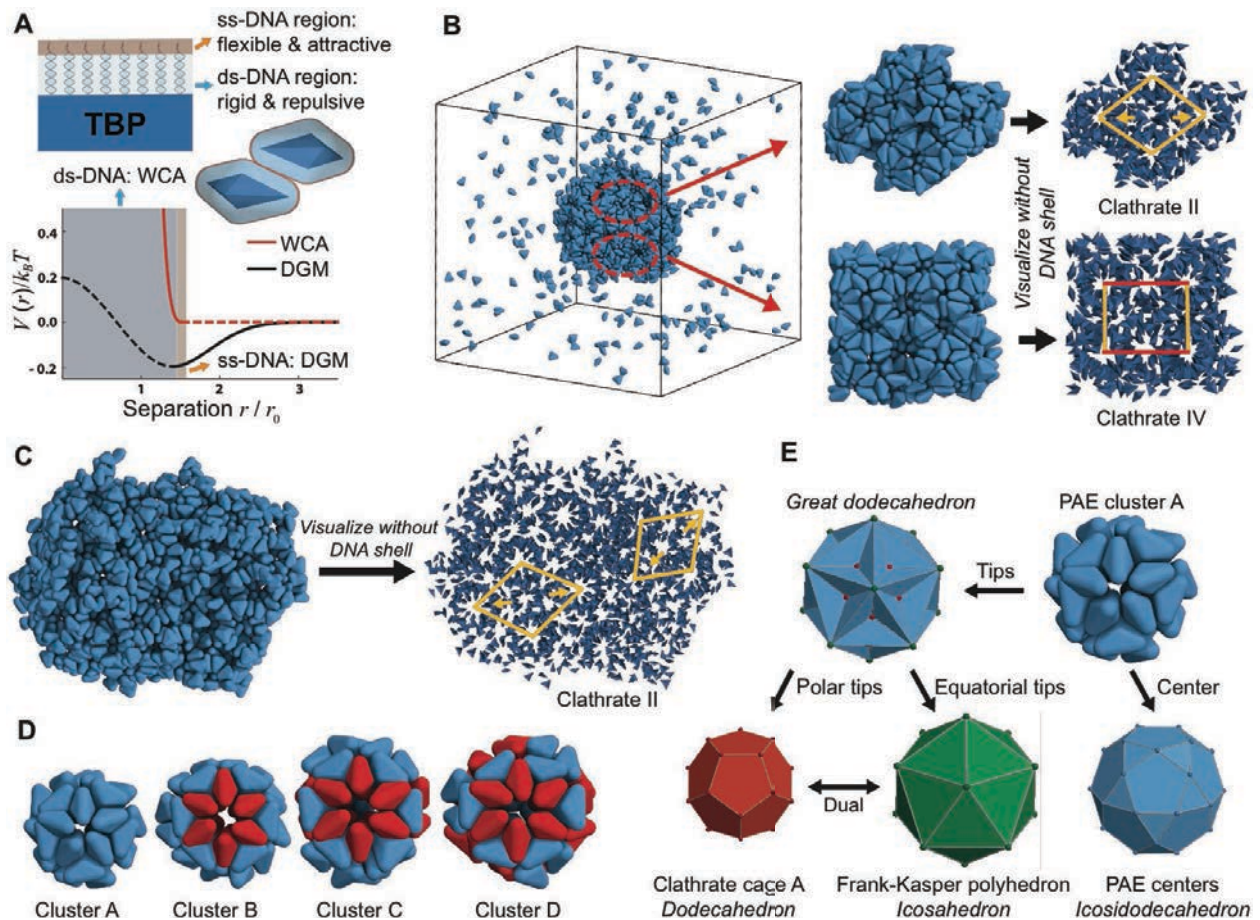 A
ss-DNA region:
flexible & attractive
ds-DNA region:
rigid & repulsive
TBP
ds-DNA: WCA
WCA
DGM
V (r)/k_BT
0.4
0.2
0.0
-0.2
ss-DNA: DGM
1
2
3
Separation r / r_0
B
Visualize without
DNA shell
Clathrate II
Clathrate IV
C
Visualize without
DNA shell
Clathrate II
D
Cluster A
Cluster B
Cluster C
Cluster D
E
Great dodecahedron
PAE cluster A
Tips
Polar tips
Equatorial tips
Center
Dual
Clathrate cage A
Dodecahedron
Frank-Kasper polyhedron
Icosahedron
PAE centers
Icosidodecahedron